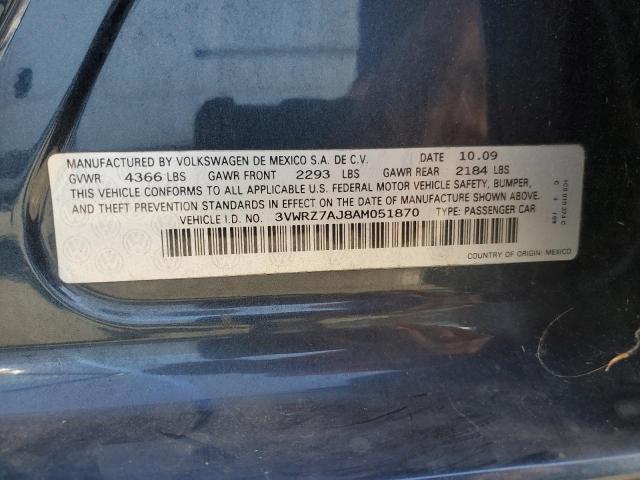 MANUFACTURED BY VOLKSWAGEN DE MEXICO S.A. DE C.V. DATE 10.09
GVWR 4366 LBS GAWR FRONT 2293 LBS GAWR REAR 2184 LBS
THIS VEHICLE CONFORMS TO ALL APPLICABLE U.S. FEDERAL MOTOR VEHICLE SAFETY, BUMPER,
AND THEFT PREVENTION STANDARDS IN EFFECT ON THE DATE OF MANUFACTURE SHOWN ABOVE.
VEHICLE I.D. NO. 3VWRZ7AJ8AM051870 TYPE: PASSENGER CAR
COUNTRY OF ORIGIN: MEXICO